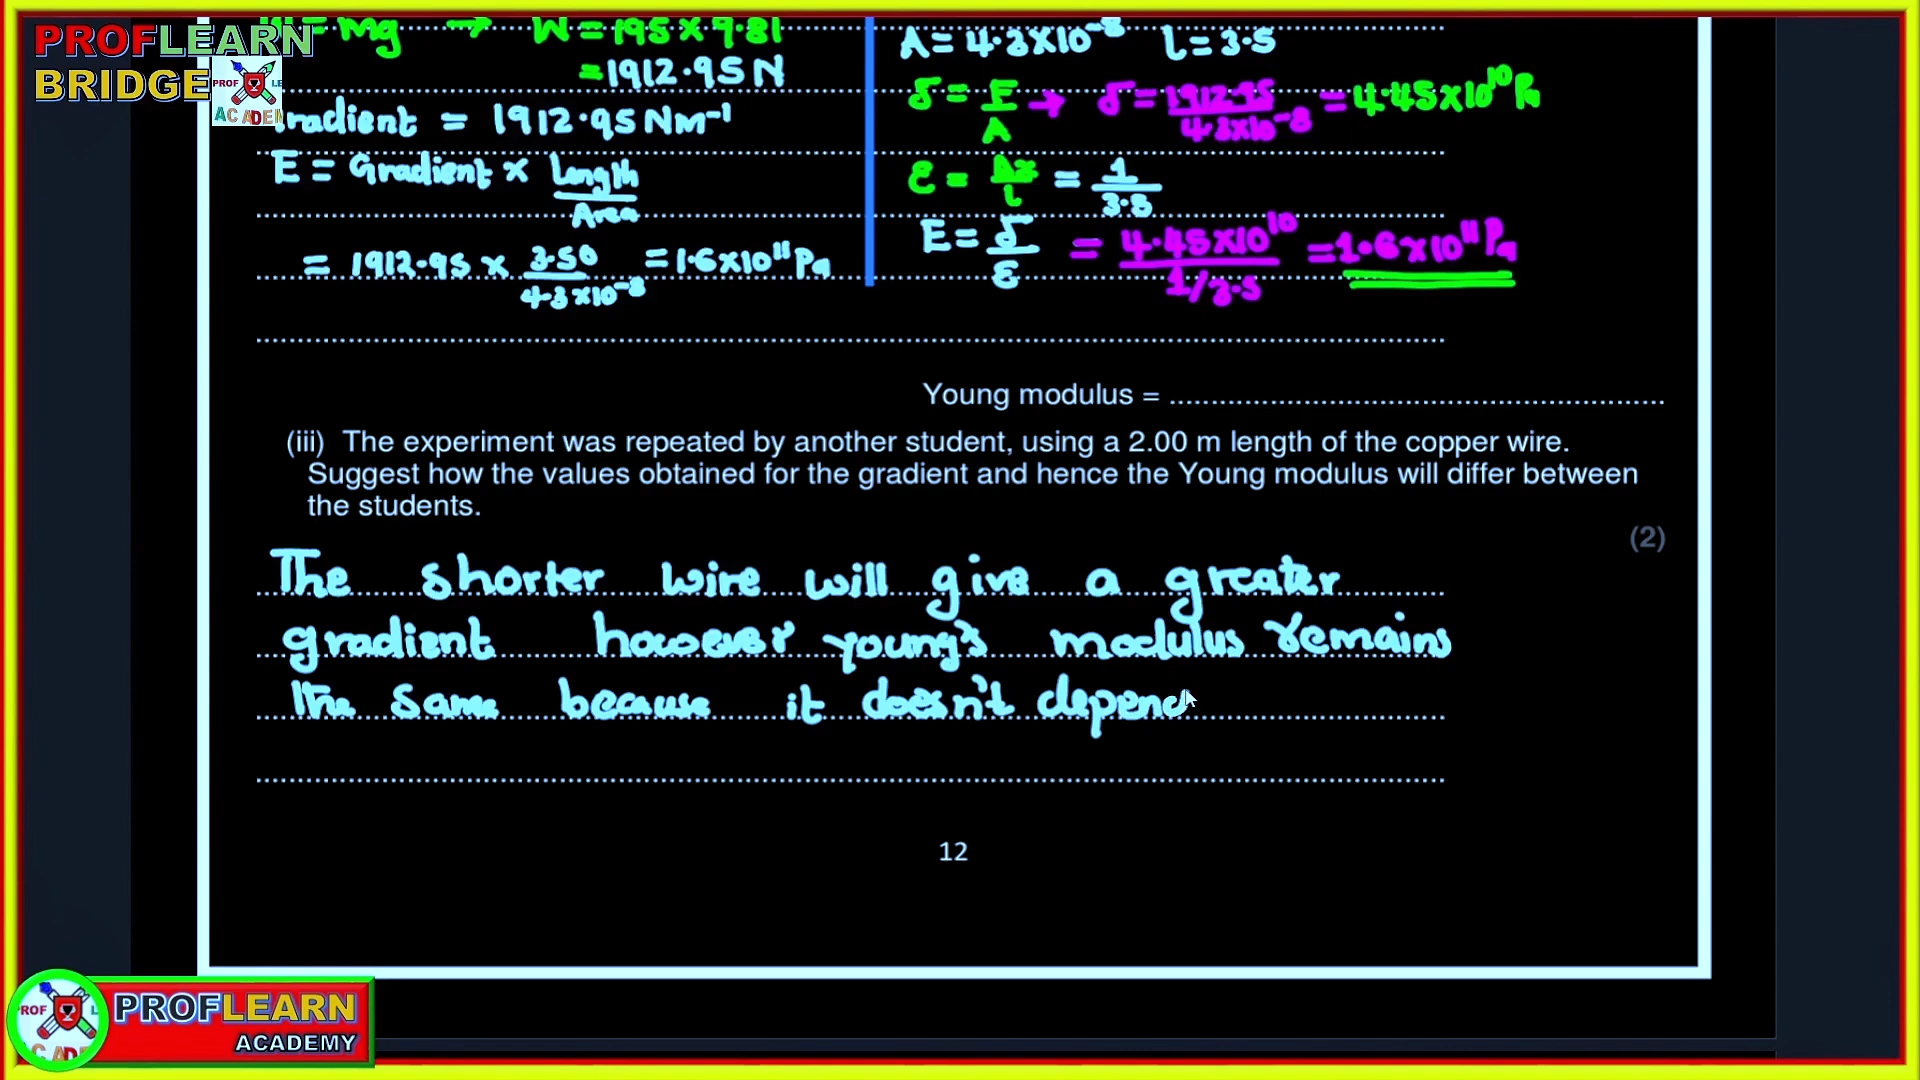 PROFLEARN
BRIDGE
= Mg → W = 195 × 9.81
= 1912.95 N
Gradient = 1912.95 Nm⁻¹
E = Gradient × Length / Area
= 1912.95 × 3.50 / 4.3×10⁻⁸ = 1.6×10¹¹ Pa
A = 4.3×10⁻⁸ l = 3.5
σ = F/A → σ = 1912.95 / 4.3×10⁻⁸ = 4.45×10¹⁰ Pa
ε = Δx/l = 1/3.5
E = σ/ε = 4.45×10¹⁰ / 1/3.5 = 1.6×10¹¹ Pa
Young modulus =
(iii) The experiment was repeated by another student, using a 2.00 m length of the copper wire.
Suggest how the values obtained for the gradient and hence the Young modulus will differ between
the students.
(2)
The shorter wire will give a greater
gradient however young's modulus remains
the same because it doesn't depend
12
PROFLEARN
ACADEMY